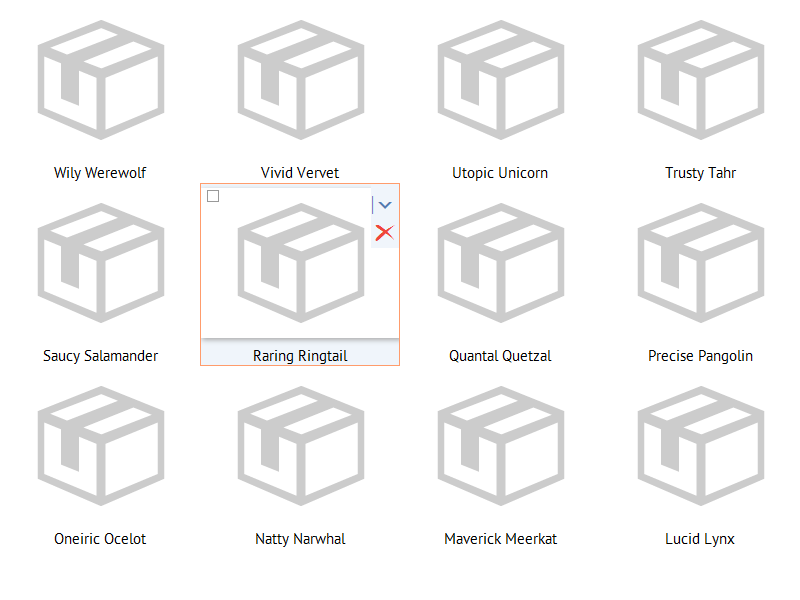 Wily Werewolf
Vivid Vervet
Utopic Unicorn
Trusty Tahr
Saucy Salamander
Raring Ringtail
Quantal Quetzal
Precise Pangolin
Oneiric Ocelot
Natty Narwhal
Maverick Meerkat
Lucid Lynx